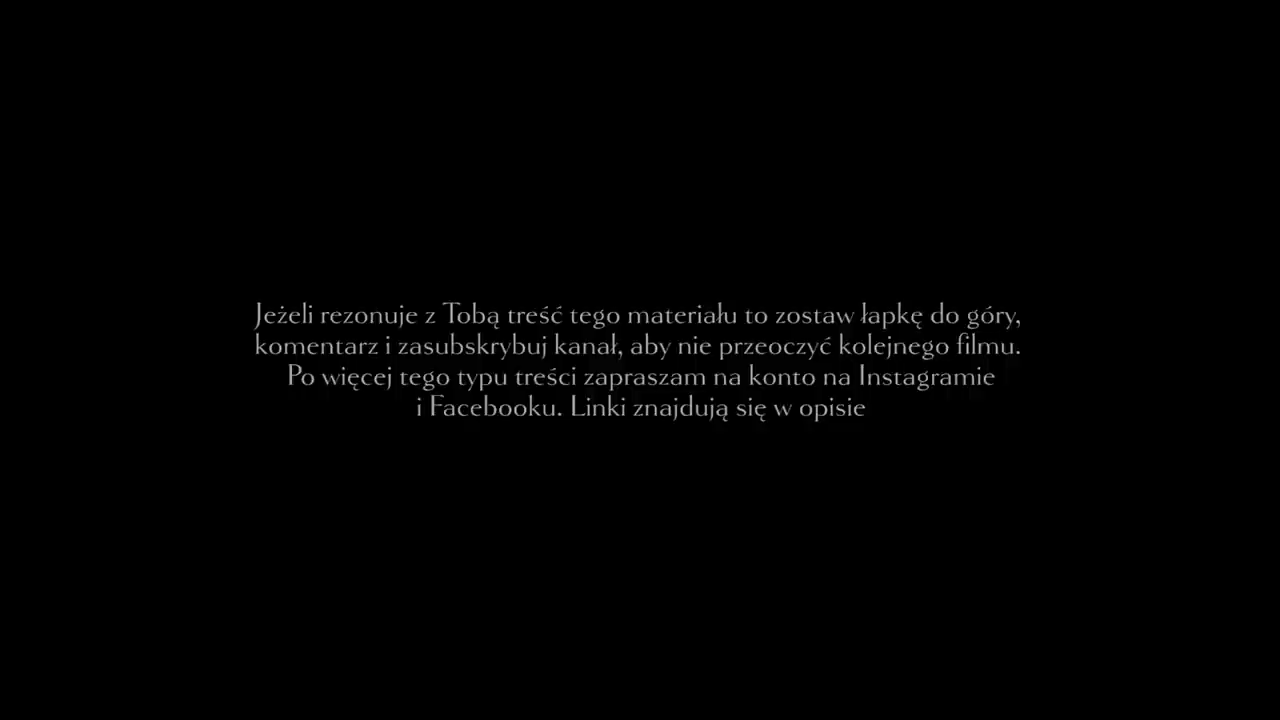 Jeżeli rezonuje z Tobą treść tego materiału to zostaw łapkę do góry,
komentarz i zasubskrybuj kanał, aby nie przeoczyć kolejnego filmu.
Po więcej tego typu treści zapraszam na konto na Instagramie
i Facebooku. Linki znajdują się w opisie